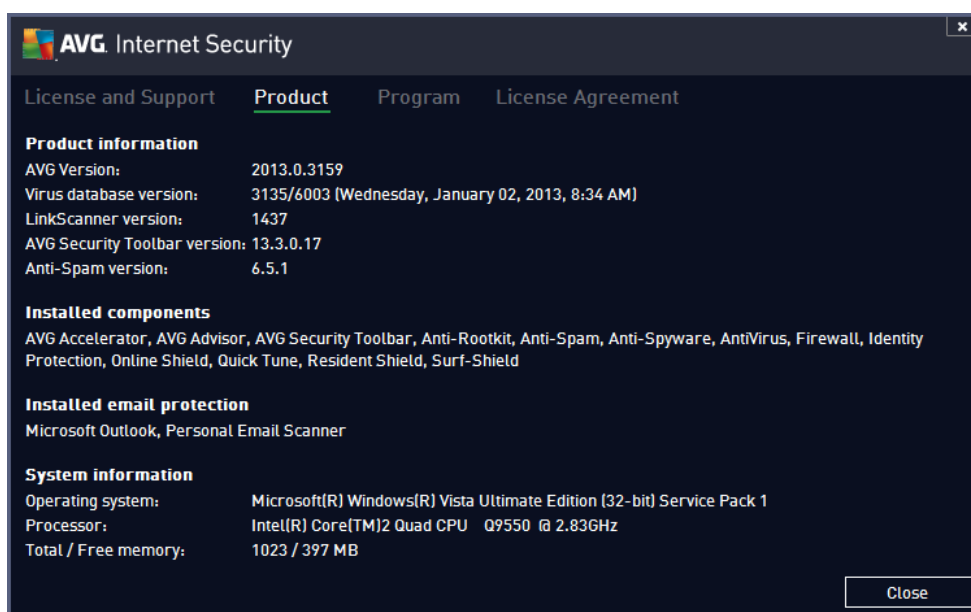 AVG. Internet Security
x
License and Support Product Program License Agreement
Product information
AVG Version: 2013.0.3159
Virus database version: 3135/6003 (Wednesday, January 02, 2013, 8:34 AM)
LinkScanner version: 1437
AVG Security Toolbar version: 13.3.0.17
Anti-Spam version: 6.5.1
Installed components
AVG Accelerator, AVG Advisor, AVG Security Toolbar, Anti-Rootkit, Anti-Spam, Anti-Spyware, AntiVirus, Firewall, Identity
Protection, Online Shield, Quick Tune, Resident Shield, Surf-Shield
Installed email protection
Microsoft Outlook, Personal Email Scanner
System information
Operating system: Microsoft(R) Windows(R) Vista Ultimate Edition (32-bit) Service Pack 1
Processor: Intel(R) Core(TM)2 Quad CPU Q9550 @ 2.83GHz
Total / Free memory: 1023 / 397 MB
Close